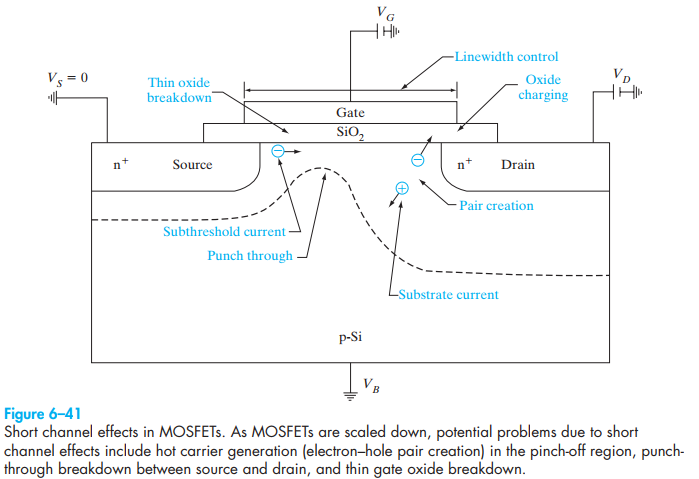 V_G
Linewidth control
V_S = 0
Thin oxide
breakdown
Oxide
charging
V_D
Gate
SiO₂
n⁺
Source
n⁺
Drain
Pair creation
Subthreshold current
Punch through
Substrate current
p-Si
V_B
Figure 6–41
Short channel effects in MOSFETs. As MOSFETs are scaled down, potential problems due to short
channel effects include hot carrier generation (electron–hole pair creation) in the pinch-off region, punch-
through breakdown between source and drain, and thin gate oxide breakdown.